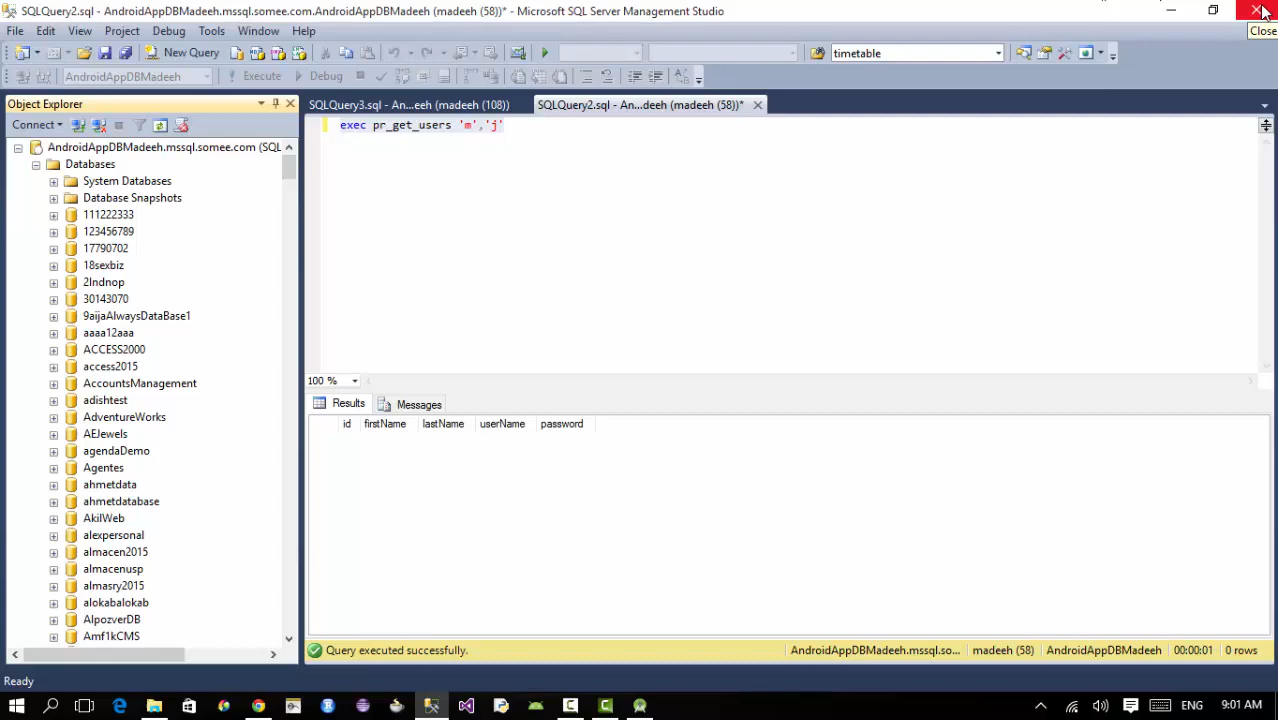 SQLQuery2.sql - AndroidAppDBMadeeh.mssql.somee.com.AndroidAppDBMadeeh (madeeh (58))* - Microsoft SQL Server Management Studio
Close
File Edit View Project Debug Tools Window Help
New Query timetable
AndroidAppDBMadeeh Execute Debug
Object Explorer
SQLQuery3.sql - An...eeh (madeeh (108)) SQLQuery2.sql - An...deeh (madeeh (58))*
Connect
exec pr_get_users 'm','j'
AndroidAppDBMadeeh.mssql.somee.com (SQL
Databases
System Databases
Database Snapshots
111222333
123456789
17790702
18sexbiz
2Indnop
30143070
9aijaAlwaysDataBase1
aaaa12aaa
ACCESS2000
access2015
AccountsManagement
adishtest
AdventureWorks
AEJewels
agendaDemo
Agentes
ahmetdata
ahmetdatabase
AkilWeb
alexpersonal
almacen2015
almacenusp
almasry2015
alokabalokab
AlpozverDB
Amf1kCMS
100 %
Results Messages
id firstName lastName userName password
Query executed successfully. AndroidAppDBMadeeh.mssql.so... madeeh (58) AndroidAppDBMadeeh 00:00:01 0 rows
Ready
ENG 9:01 AM